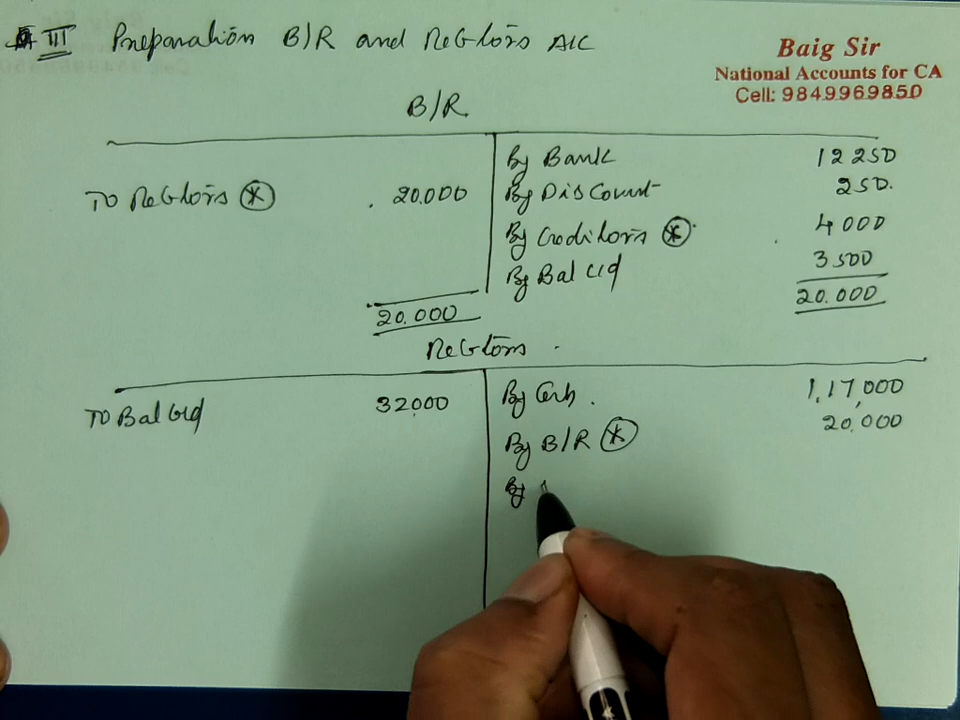 III Preparation B/R and Debtors A/C
Baig Sir
National Accounts for CA
Cell: 9849969850
B/R
To Debtors * 20.000
By Bank 12250
By Discount 250.
By Creditors * 4000
By Bal c/d 3500
20.000
20.000
Debtors
To Bal b/d 32000
By Cash. 1,17,000
By B/R * 20,000
By